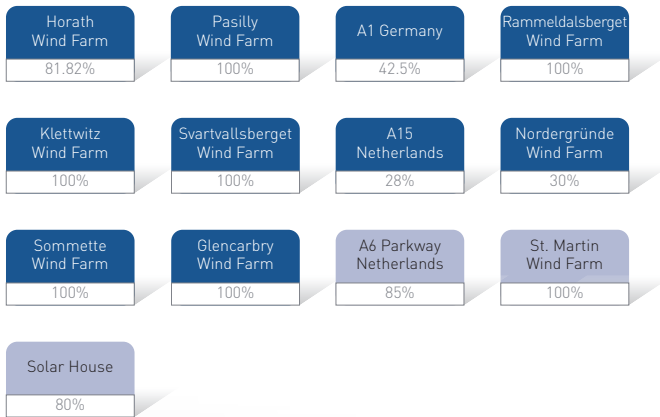 Horath
Wind Farm
81.82%
Pasilly
Wind Farm
100%
A1 Germany
42.5%
Rammeldalsberget
Wind Farm
100%
Klettwitz
Wind Farm
100%
Svartvallsberget
Wind Farm
100%
A15
Netherlands
28%
Nordergründe
Wind Farm
30%
Sommette
Wind Farm
100%
Glencarbry
Wind Farm
100%
A6 Parkway
Netherlands
85%
St. Martin
Wind Farm
100%
Solar House
80%